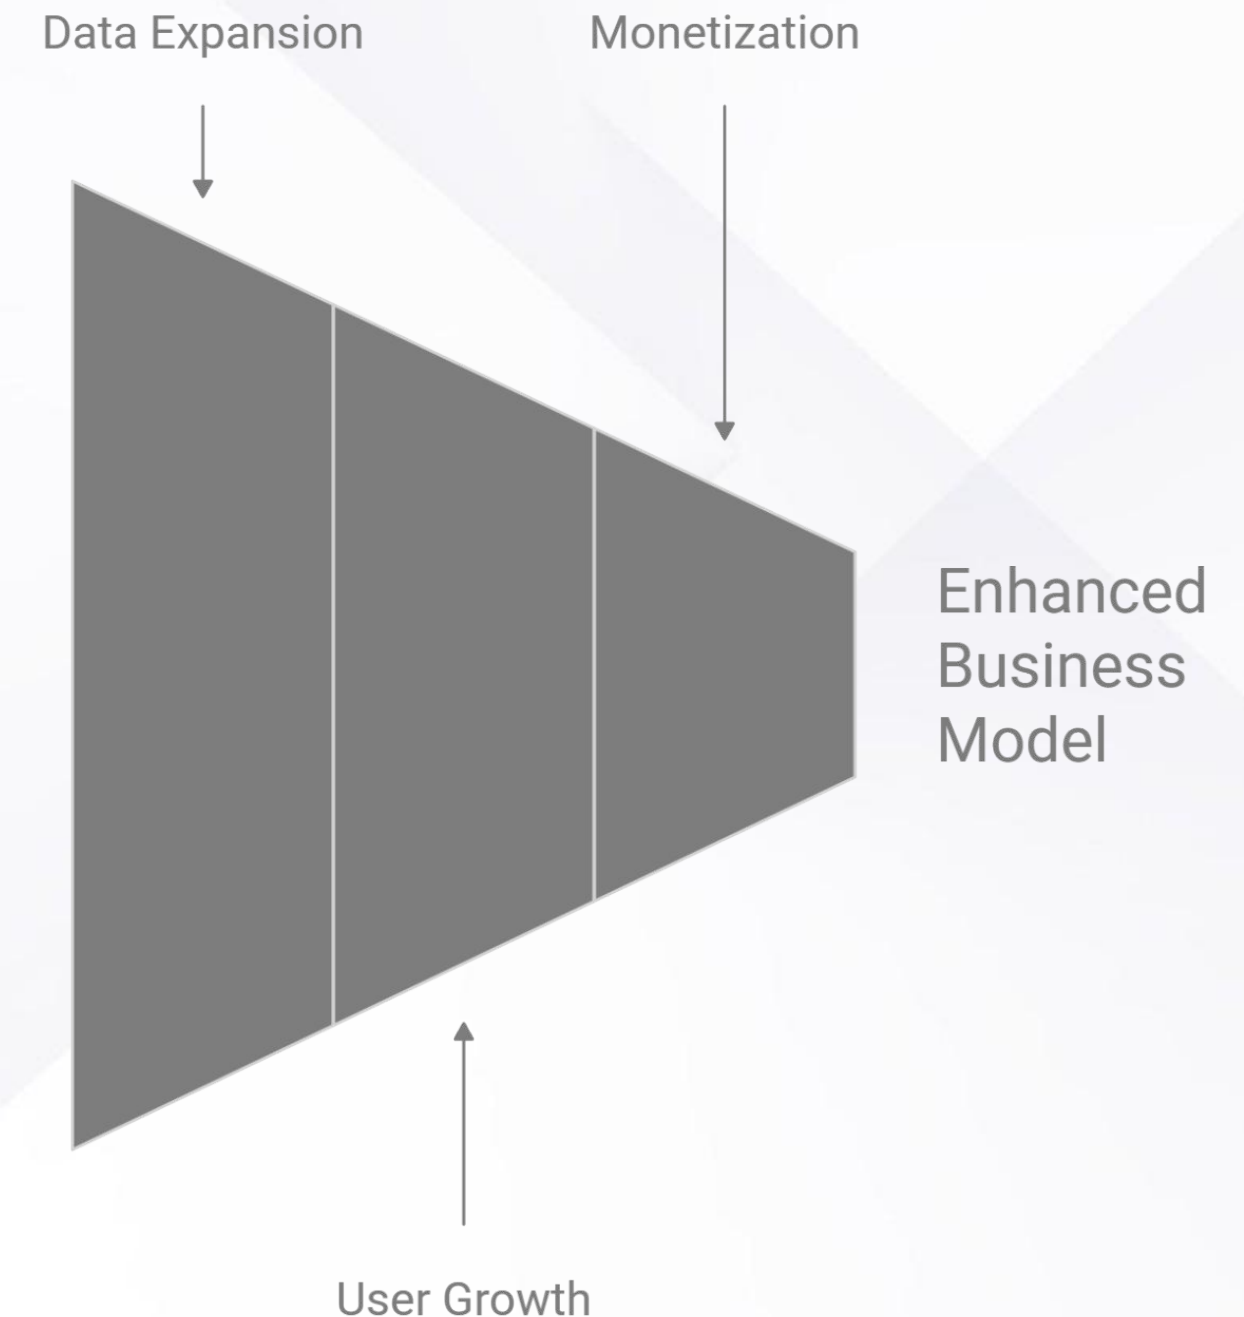 Data Expansion
Monetization
Enhanced
Business
Model
User Growth